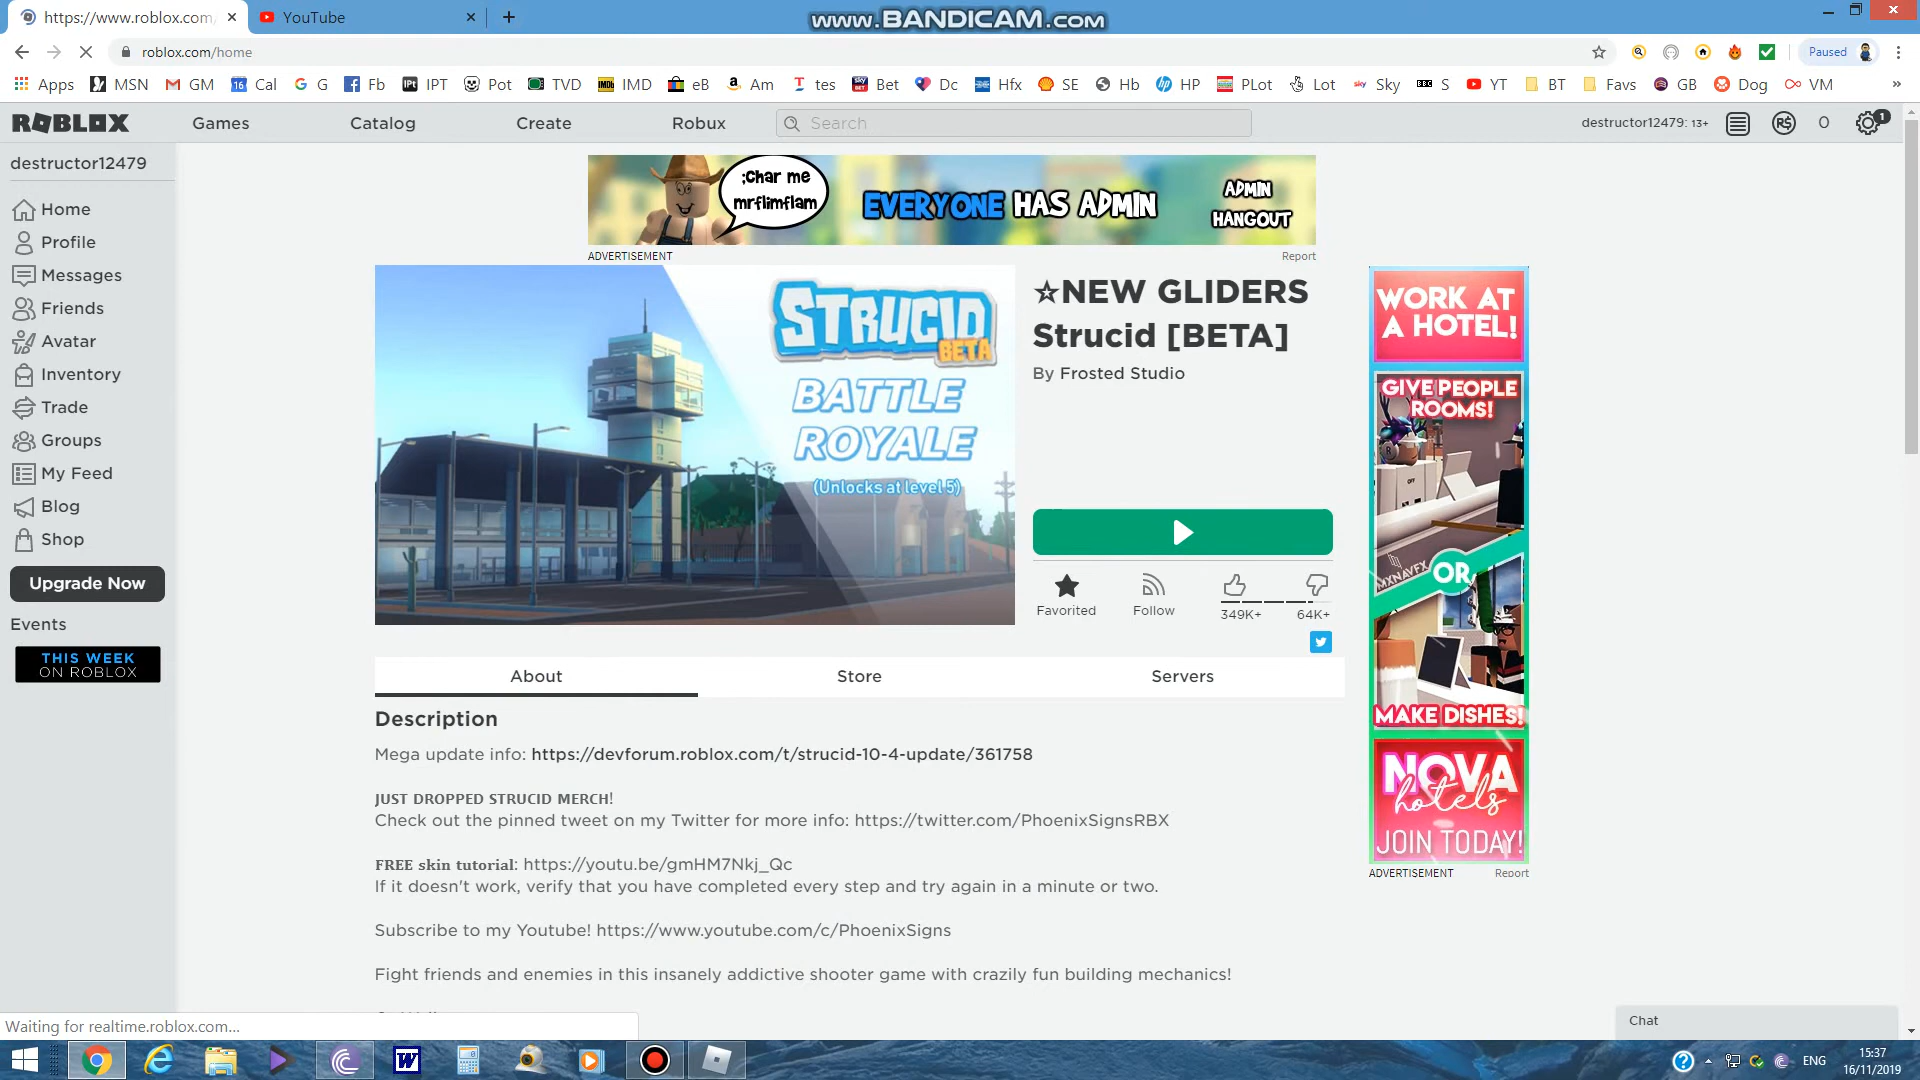 https://www.roblox.com/
YouTube
www.BANDICAM.com
roblox.com/home
Paused
Apps MSN GM Cal G Fb IPT Pot TVD IMD eB Am tes Bet Dc Hfx SE Hb HP PLot Lot Sky S YT BT Favs GB Dog VM »
ROBLOX
Games
Catalog
Create
Robux
Search
destructor12479: 13+
0
1
destructor12479
Home
Profile
Messages
Friends
Avatar
Inventory
Trade
Groups
My Feed
Blog
Shop
Upgrade Now
Events
THIS WEEK
ON ROBLOX
;char me
mrflimflam
EVERYONE HAS ADMIN
ADMIN
HANGOUT
ADVERTISEMENT
Report
STRUCID
BETA
BATTLE
ROYALE
(Unlocks at level 5)
☆NEW GLIDERS
Strucid [BETA]
By Frosted Studio
Favorited
Follow
349K+
64K+
About
Store
Servers
Description
Mega update info: https://devforum.roblox.com/t/strucid-10-4-update/361758
JUST DROPPED STRUCID MERCH!
Check out the pinned tweet on my Twitter for more info: https://twitter.com/PhoenixSignsRBX
FREE skin tutorial: https://youtu.be/gmHM7Nkj_Qc
If it doesn't work, verify that you have completed every step and try again in a minute or two.
Subscribe to my Youtube! https://www.youtube.com/c/PhoenixSigns
Fight friends and enemies in this insanely addictive shooter game with crazily fun building mechanics!
WORK AT
A HOTEL!
GIVE PEOPLE
ROOMS!
MXNAVFX
OR
MAKE DISHES!
NOVA
hotels
JOIN TODAY!
ADVERTISEMENT
Report
Chat
Waiting for realtime.roblox.com...
ENG
15:37
16/11/2019